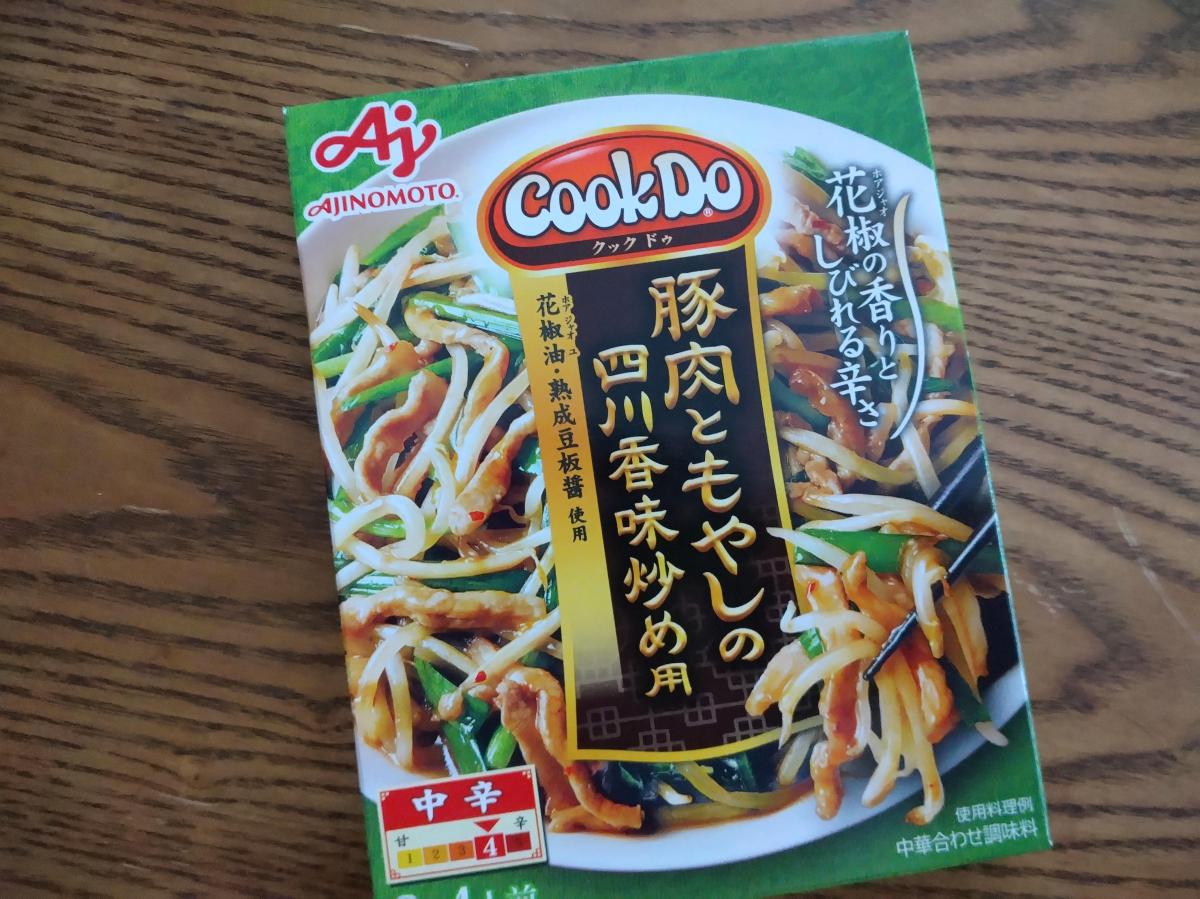 Aj
AJINOMOTO.
CookDo®
クックドゥ
豚肉ともやしの
四川香味炒め用
ホアジャオユ
花椒油・熟成豆板醤 使用
ホアジャオ
花椒の香りと
しびれる辛さ
中辛
甘 辛
1 2 3 4
使用料理例
中華合わせ調味料